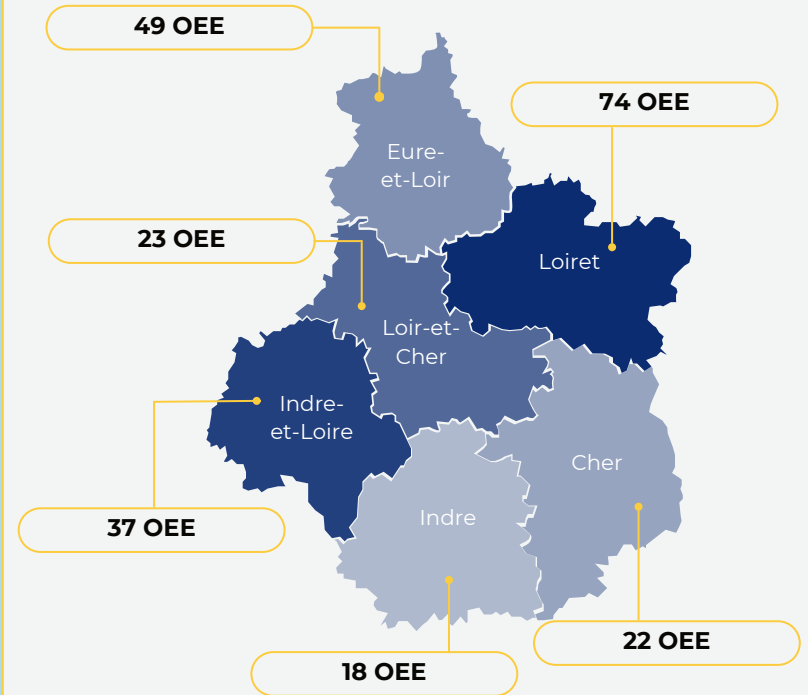 49 OEE
74 OEE
Eure-
et-Loir
23 OEE
Loiret
Loir-et-
Cher
Indre-
et-Loire
Cher
Indre
37 OEE
22 OEE
18 OEE